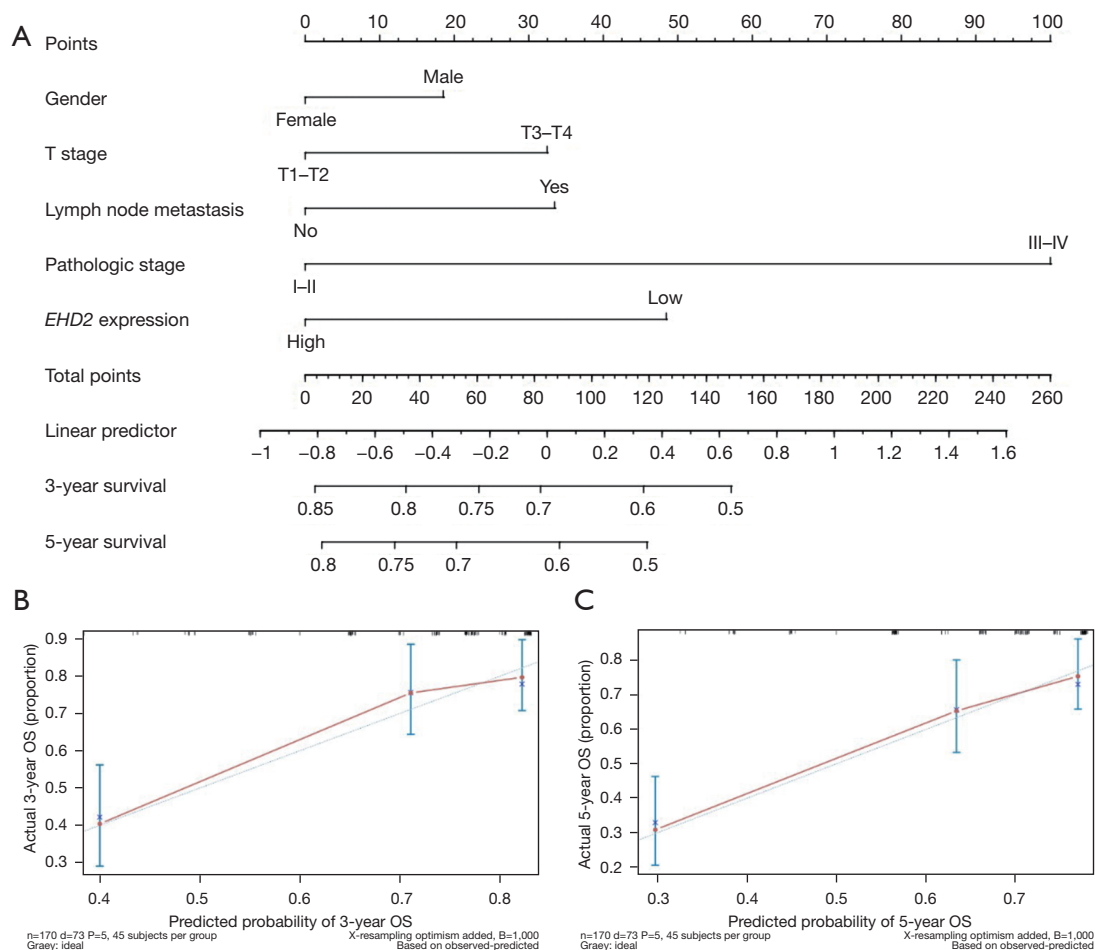 A
Points
0 10 20 30 40 50 60 70 80 90 100
Gender
Male
Female
T stage
T3–T4
T1–T2
Lymph node metastasis
Yes
No
Pathologic stage
III–IV
I–II
EHD2 expression
Low
High
Total points
0 20 40 60 80 100 120 140 160 180 200 220 240 260
Linear predictor
−1 −0.8 −0.6 −0.4 −0.2 0 0.2 0.4 0.6 0.8 1 1.2 1.4 1.6
3-year survival
0.85 0.8 0.75 0.7 0.6 0.5
5-year survival
0.8 0.75 0.7 0.6 0.5
B
Actual 3-year OS (proportion)
0.9
0.8
0.7
0.6
0.5
0.4
0.3
0.4 0.5 0.6 0.7 0.8
Predicted probability of 3-year OS
n=170 d=73 P=5, 45 subjects per group
Graey: ideal
X-resampling optimism added, B=1,000
Based on observed-predicted
C
Actual 5-year OS (proportion)
0.8
0.7
0.6
0.5
0.4
0.3
0.2
0.3 0.4 0.5 0.6 0.7
Predicted probability of 5-year OS
n=170 d=73 P=5, 45 subjects per group
Graey: ideal
X-resampling optimism added, B=1,000
Based on observed-predicted